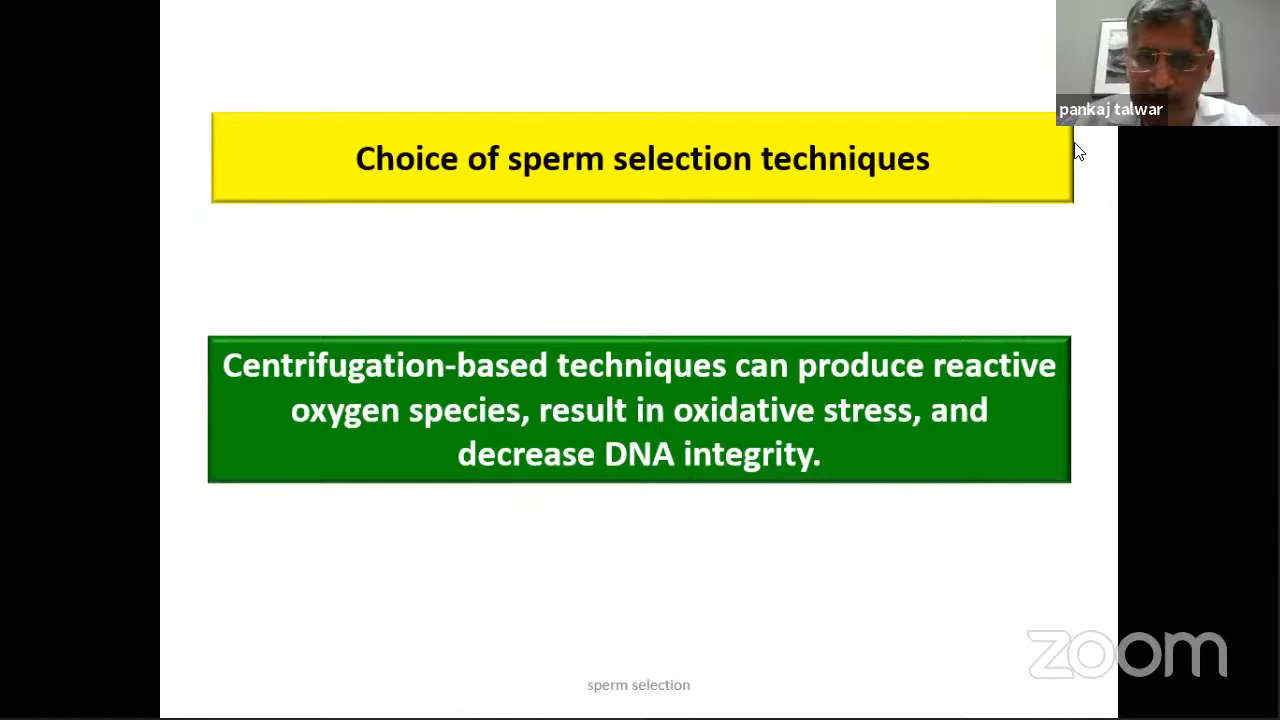 pankaj talwar
Choice of sperm selection techniques
Centrifugation-based techniques can produce reactive
oxygen species, result in oxidative stress, and
decrease DNA integrity.
zoom
sperm selection